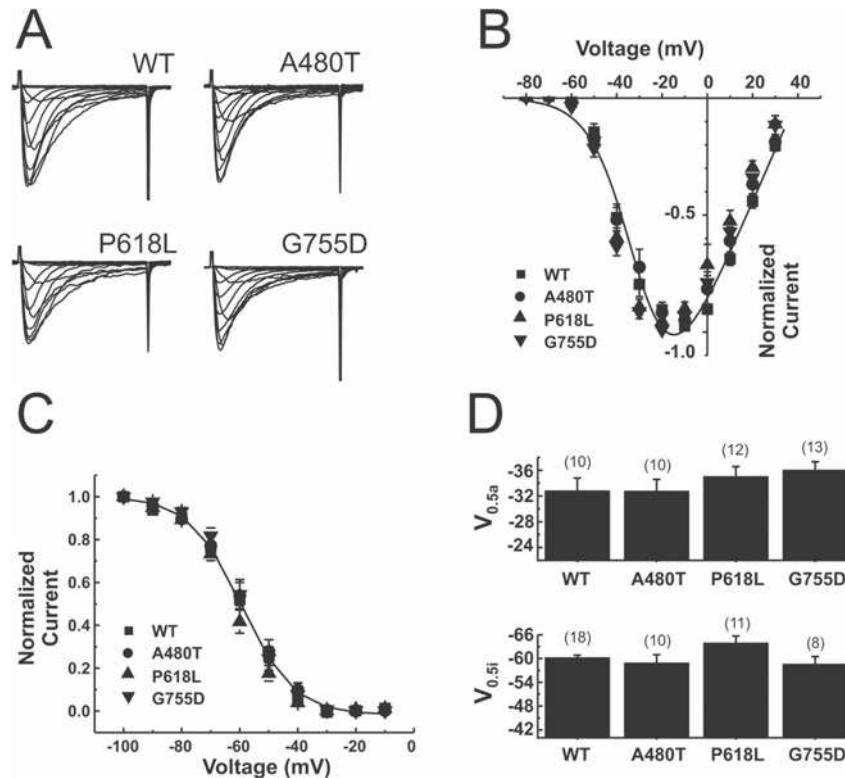 A
WT
A480T
P618L
G755D
B
Voltage (mV)
-80 -60 -40 -20 0 20 40
-0.5
-1.0
Normalized
Current
WT
A480T
P618L
G755D
C
1.0
0.8
0.6
0.4
0.2
0.0
Normalized
Current
WT
A480T
P618L
G755D
-100 -80 -60 -40 -20 0
Voltage (mV)
D
V0.5a
-36
-32
-28
-24
(10) (10) (12) (13)
WT A480T P618L G755D
V0.5i
-66
-60
-54
-48
-42
(18) (10) (11) (8)
WT A480T P618L G755D